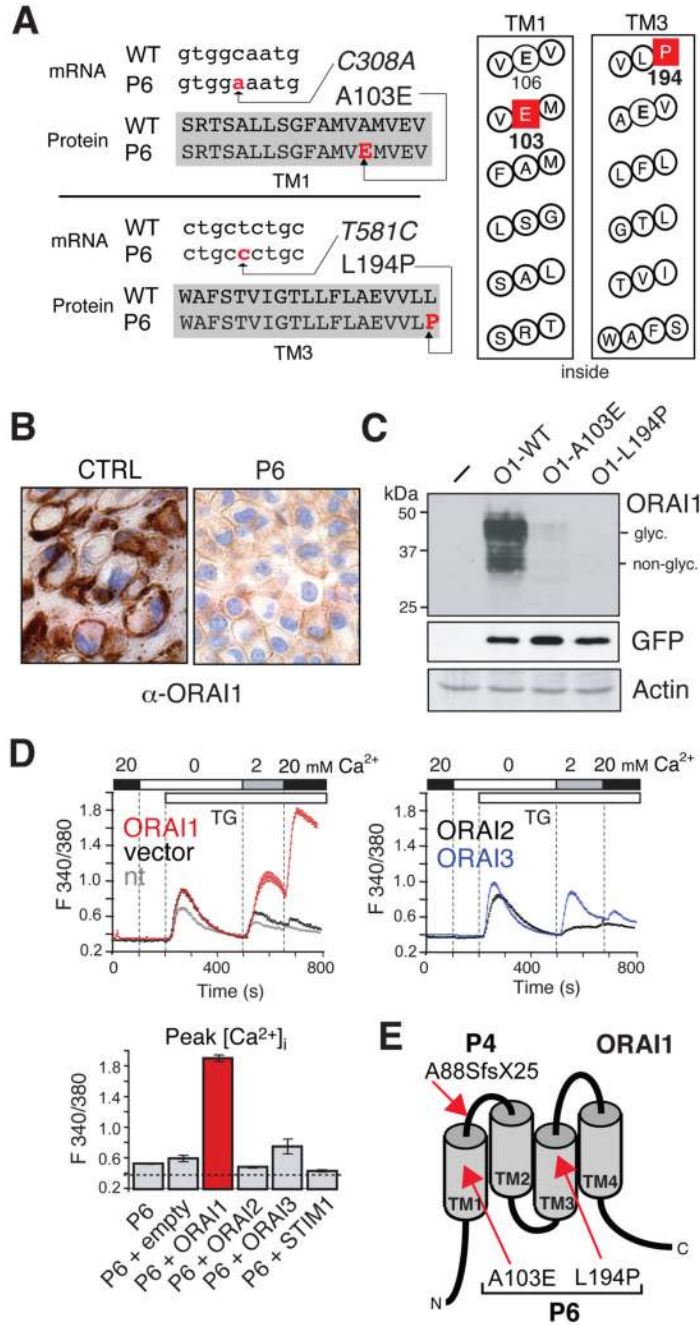 A
mRNA
WT gtggcaatg
P6 gtggaaatg
C308A
A103E
Protein
WT SRTSALLSGFAMVAMVEV
P6 SRTSALLSGFAMVEMVEV
TM1
mRNA
WT ctgctctgc
P6 ctgccctgc
T581C
L194P
Protein
WT WAFSTVIGTLLFLAEVVLL
P6 WAFSTVIGTLLFLAEVVLP
TM3
TM1
V E V
106
V E M
103
F A M
L S G
S A L
S R T
TM3
V L P
194
A E V
L F L
G T L
T V I
W A F S
inside
B
CTRL
P6
α-ORAI1
C
/
O1-WT
O1-A103E
O1-L194P
kDa
50
37
25
ORAI1
glyc.
non-glyc.
GFP
Actin
D
20 0 2 20 mM Ca²⁺
TG
ORAI1
vector
nt
F 340/380
1.8
1.4
1.0
0.6
0.2
0 400 800
Time (s)
20 0 2 20 mM Ca²⁺
TG
ORAI2
ORAI3
F 340/380
1.8
1.4
1.0
0.6
0.2
0 400 800
Time (s)
Peak [Ca²⁺]i
F 340/380
1.8
1.4
1.0
0.6
0.2
P6
P6 + empty
P6 + ORAI1
P6 + ORAI2
P6 + ORAI3
P6 + STIM1
E
P4
ORAI1
A88SfsX25
TM1
TM2
TM3
TM4
N
C
A103E
L194P
P6